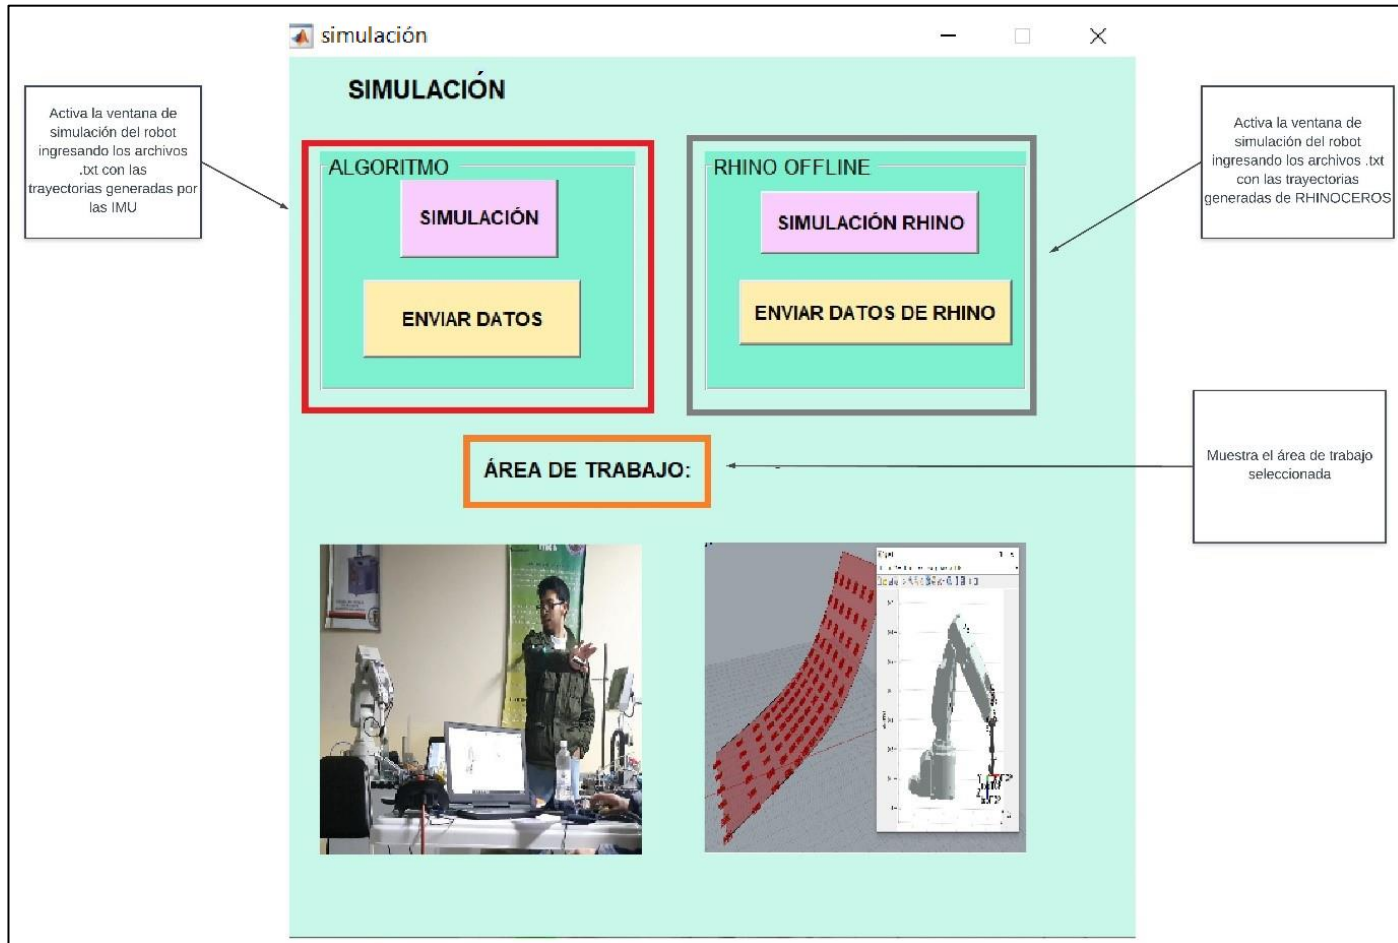 simulación
SIMULACIÓN
Activa la ventana de
simulación del robot
ingresando los archivos
.txt con las
trayectorias generadas por
las IMU
ALGORITMO
SIMULACIÓN
ENVIAR DATOS
RHINO OFFLINE
SIMULACIÓN RHINO
ENVIAR DATOS DE RHINO
Activa la ventana de
simulación del robot
ingresando los archivos .txt
con las trayectorias
generadas de RHINOCEROS
ÁREA DE TRABAJO:
Muestra el área de trabajo
seleccionada